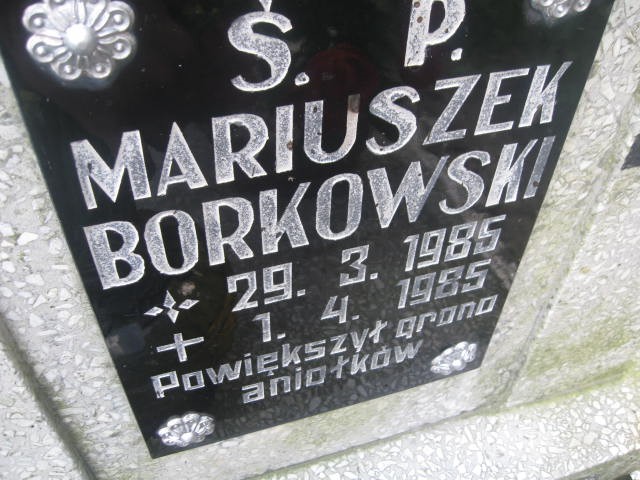 Ś. P.
MARIUSZEK
BORKOWSKI
29. 3. 1985
+ 1. 4. 1985
Powiększył grono
aniołków